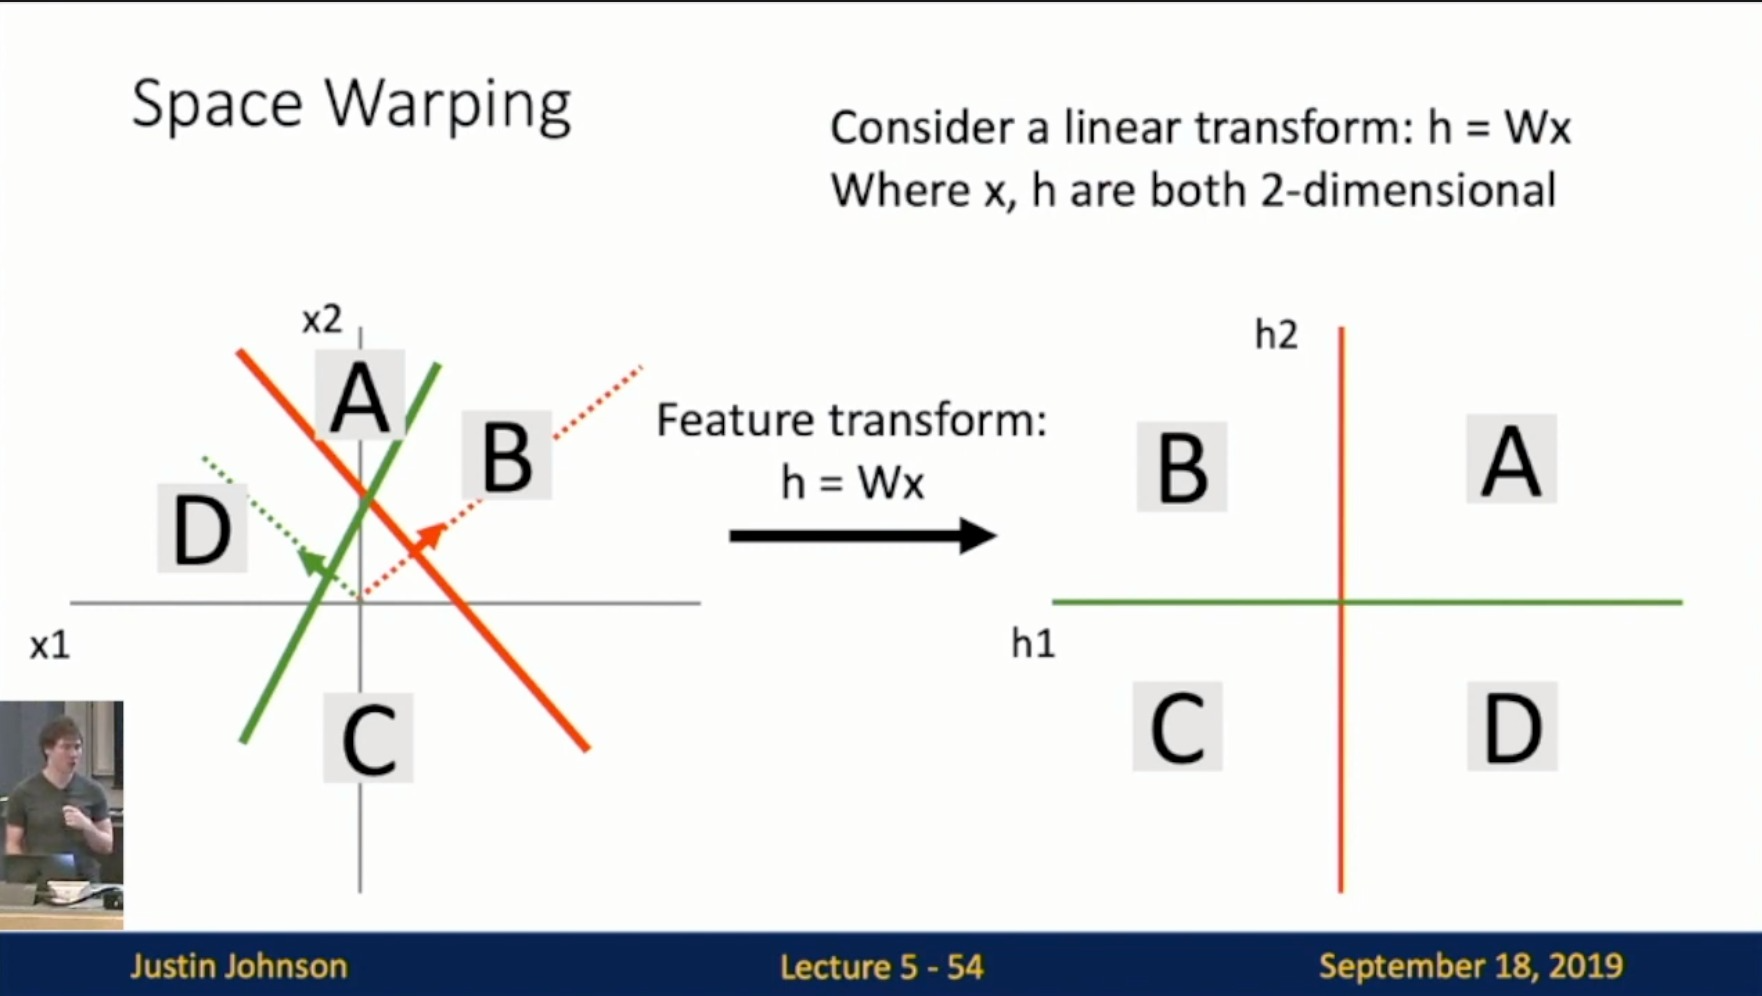 Space Warping
Consider a linear transform: h = Wx
Where x, h are both 2-dimensional
x2
A
B
D
x1
C
Feature transform:
h = Wx
h2
B
A
h1
C
D
Justin Johnson
Lecture 5 - 54
September 18, 2019